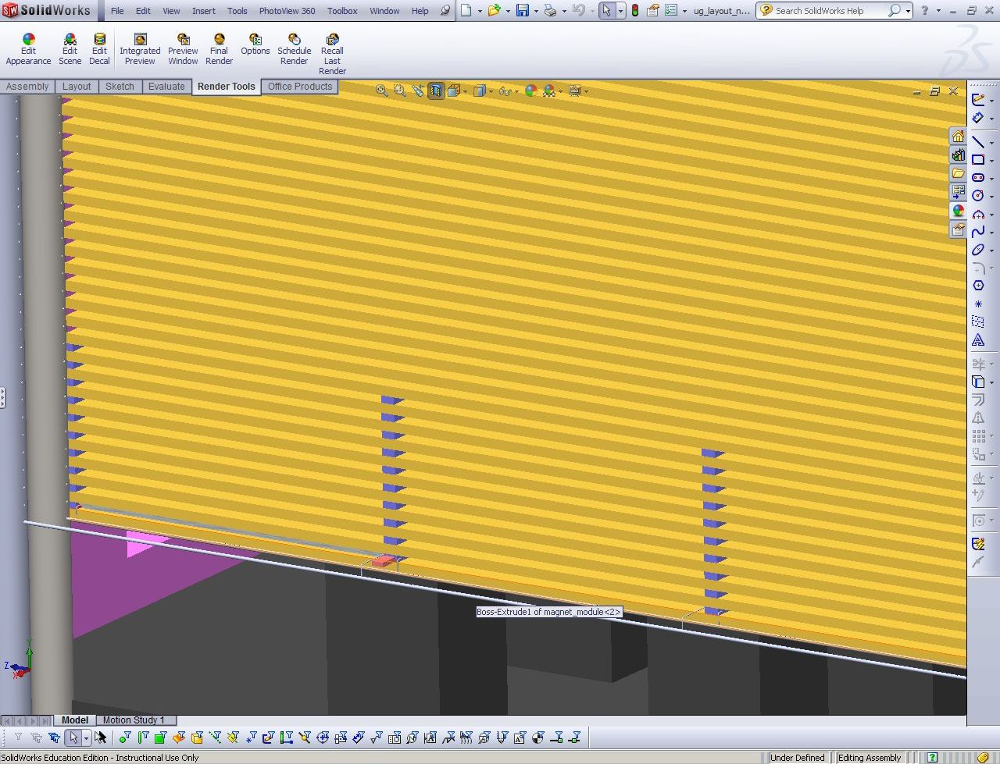 SW SolidWorks File Edit View Insert Tools PhotoView 360 Toolbox Window Help ug_layout_n... Search SolidWorks Help ?
Edit Appearance
Edit Scene
Edit Decal
Integrated Preview
Preview Window
Final Render
Options
Schedule Render
Recall Last Render
Assembly Layout Sketch Evaluate Render Tools Office Products
Boss-Extrude1 of magnet_module<2>
Y
Z
X
Model Motion Study 1
SolidWorks Education Edition - Instructional Use Only Under Defined Editing Assembly ?